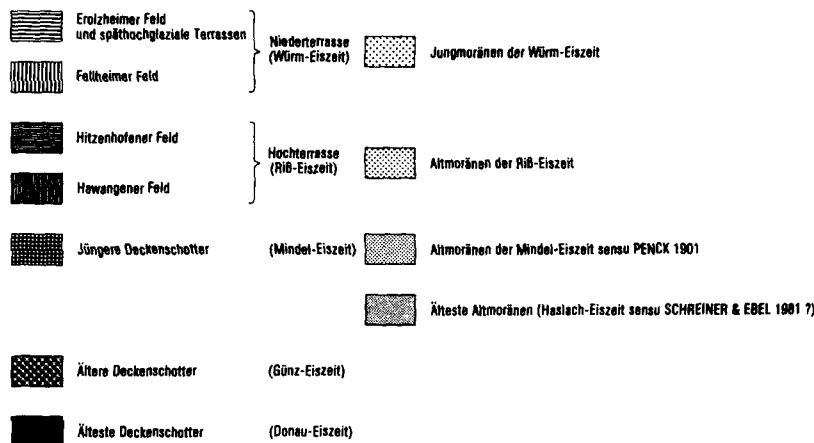 Erolzheimer Feld
und späthochglaziale Terrassen
Niederterrasse
(Würm-Eiszeit)
Jungmoränen der Würm-Eiszeit
Fellheimer Feld
Hitzenhofener Feld
Hochterrasse
(Riß-Eiszeit)
Altmoränen der Riß-Eiszeit
Hawangener Feld
Jüngere Deckenschotter
(Mindel-Eiszeit)
Altmoränen der Mindel-Eiszeit sensu PENCK 1901
Älteste Altmoränen (Haslach-Eiszeit sensu SCHREINER & EBEL 1981 ?)
Ältere Deckenschotter
(Günz-Eiszeit)
Älteste Deckenschotter
(Donau-Eiszeit)